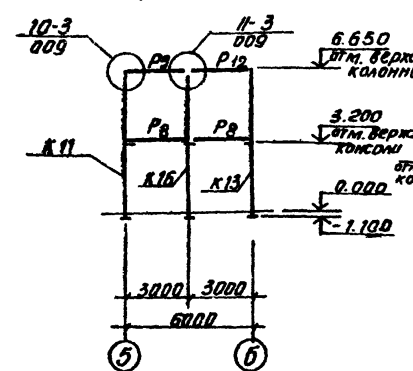 10-3
009
11-3
009
Р9
Р12
6.650
отм. верха
колонны
Р8
Р8
3.200
отм. верха
консоли
К11
К16
К13
0.000
-1.100
3000
3000
6000
5
6